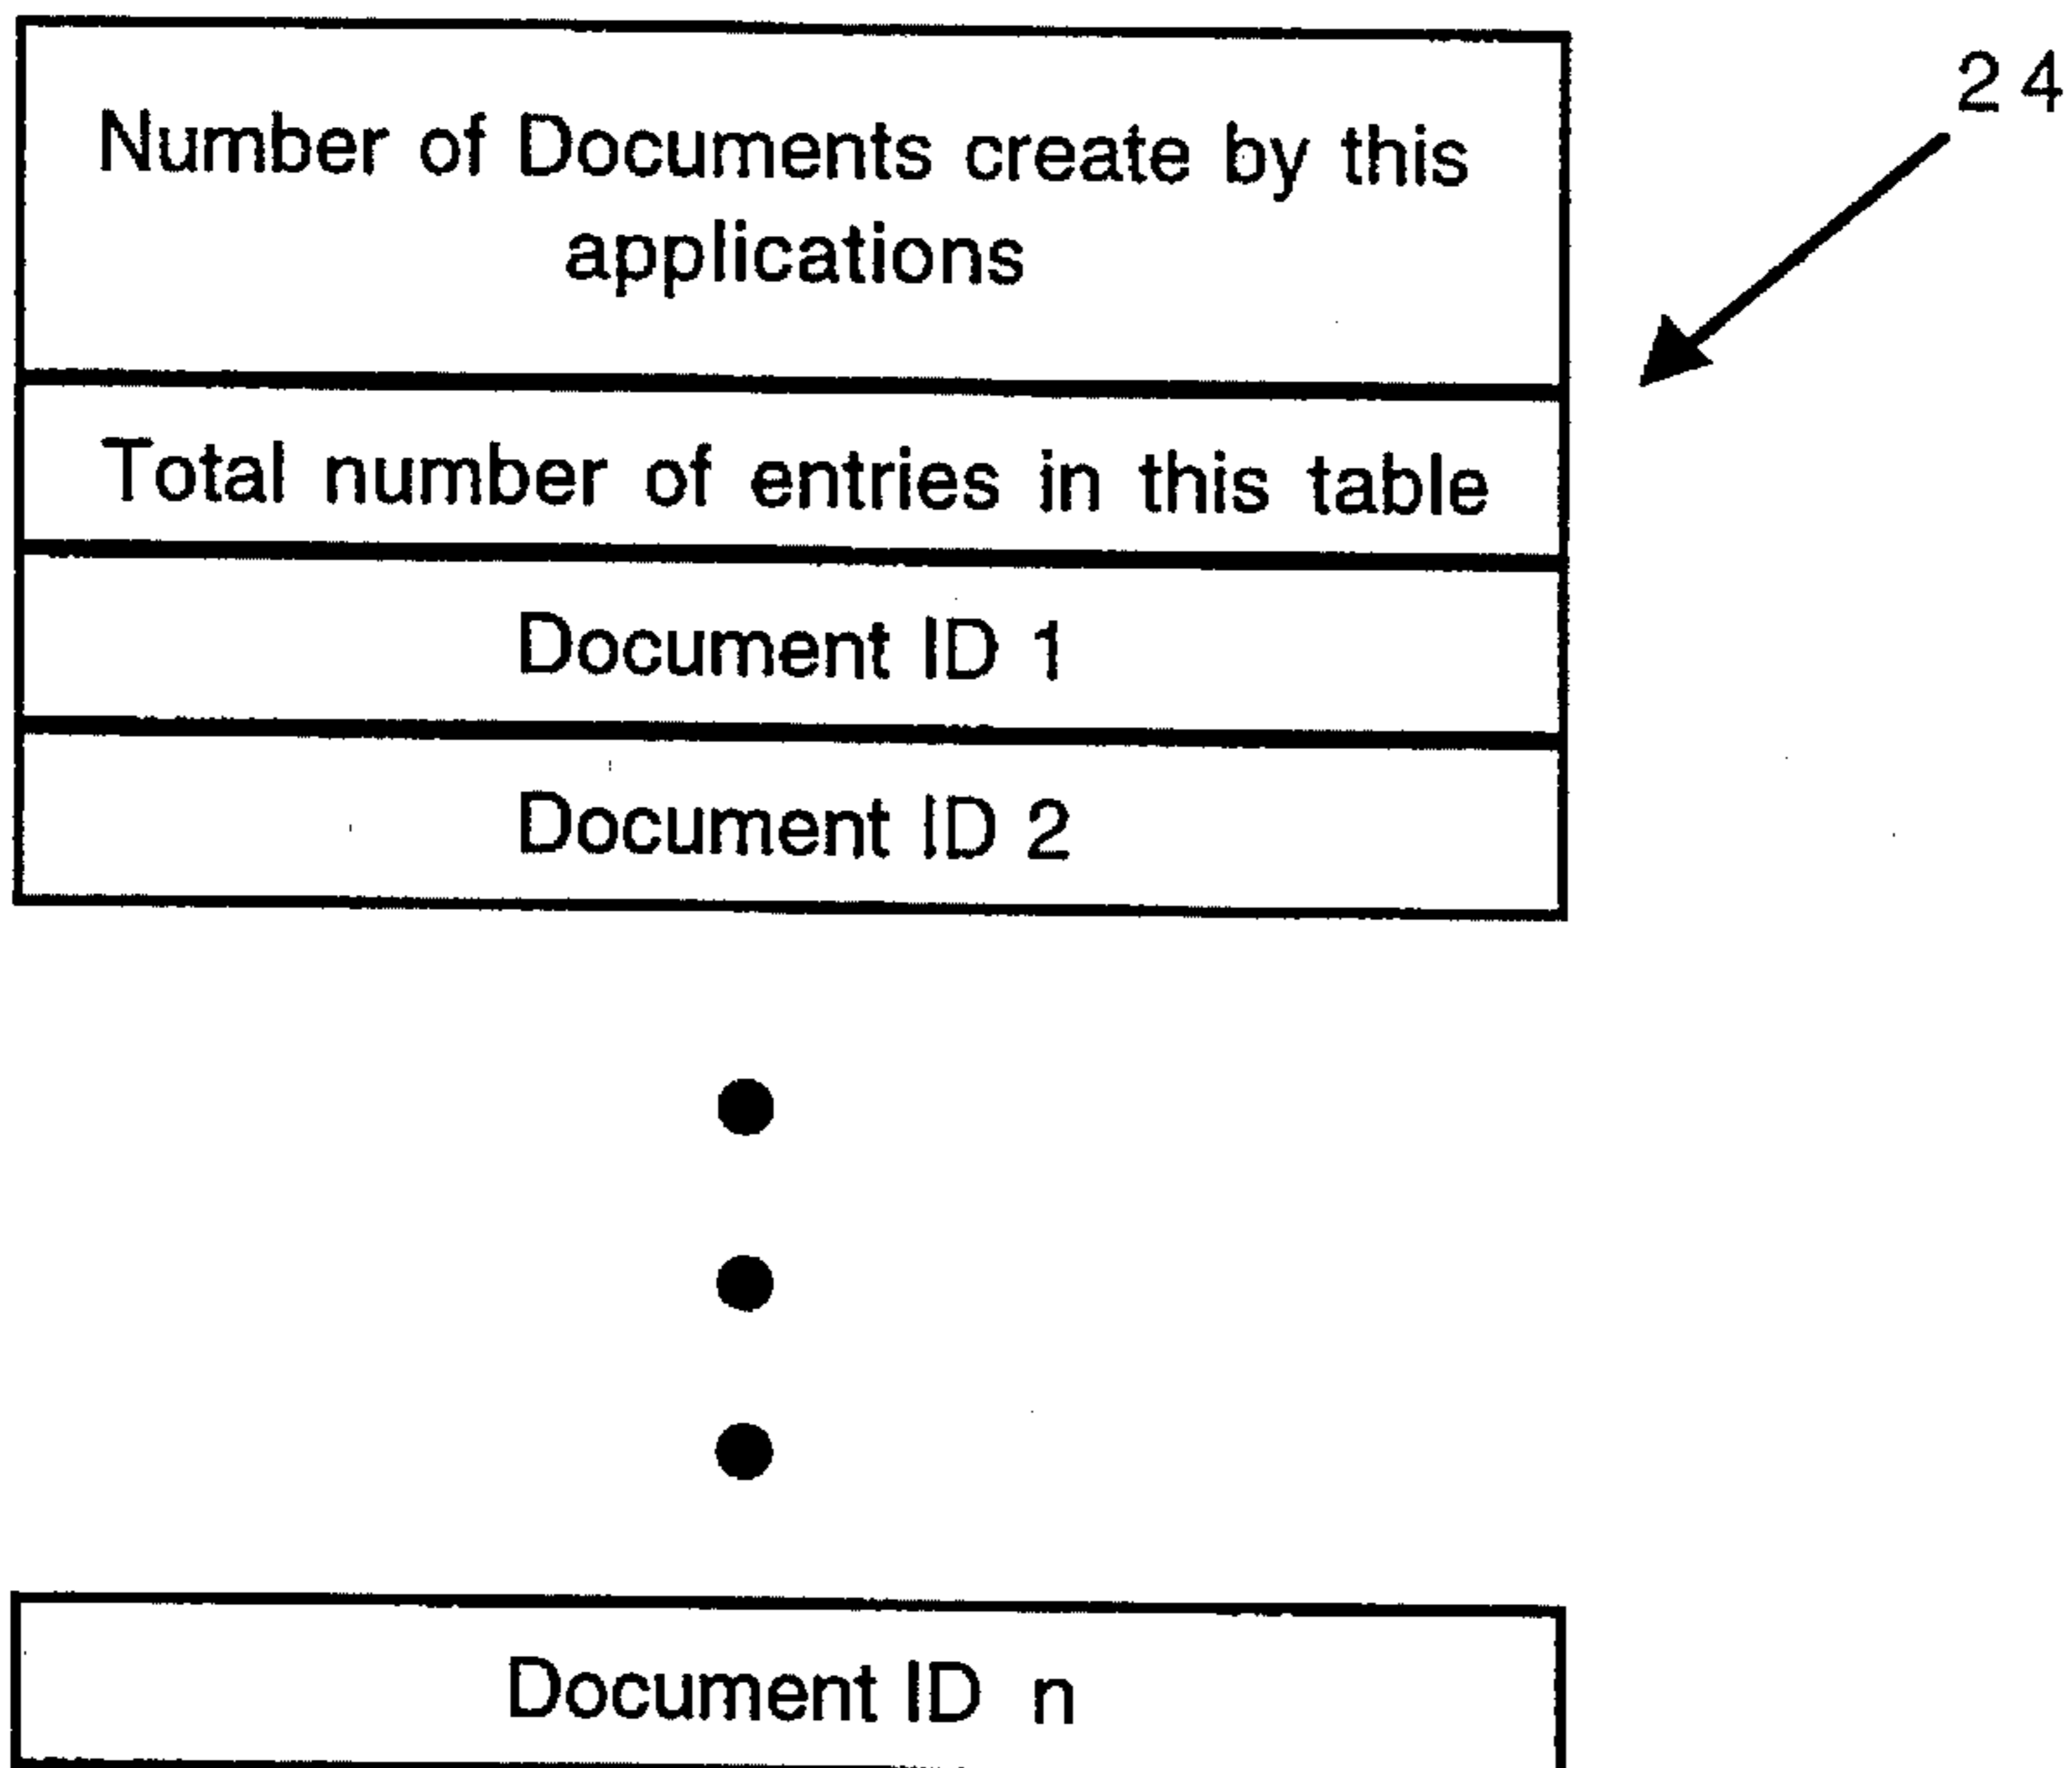 24
Number of Documents create by this
applications
Total number of entries in this table
Document ID 1
Document ID 2
Document ID n